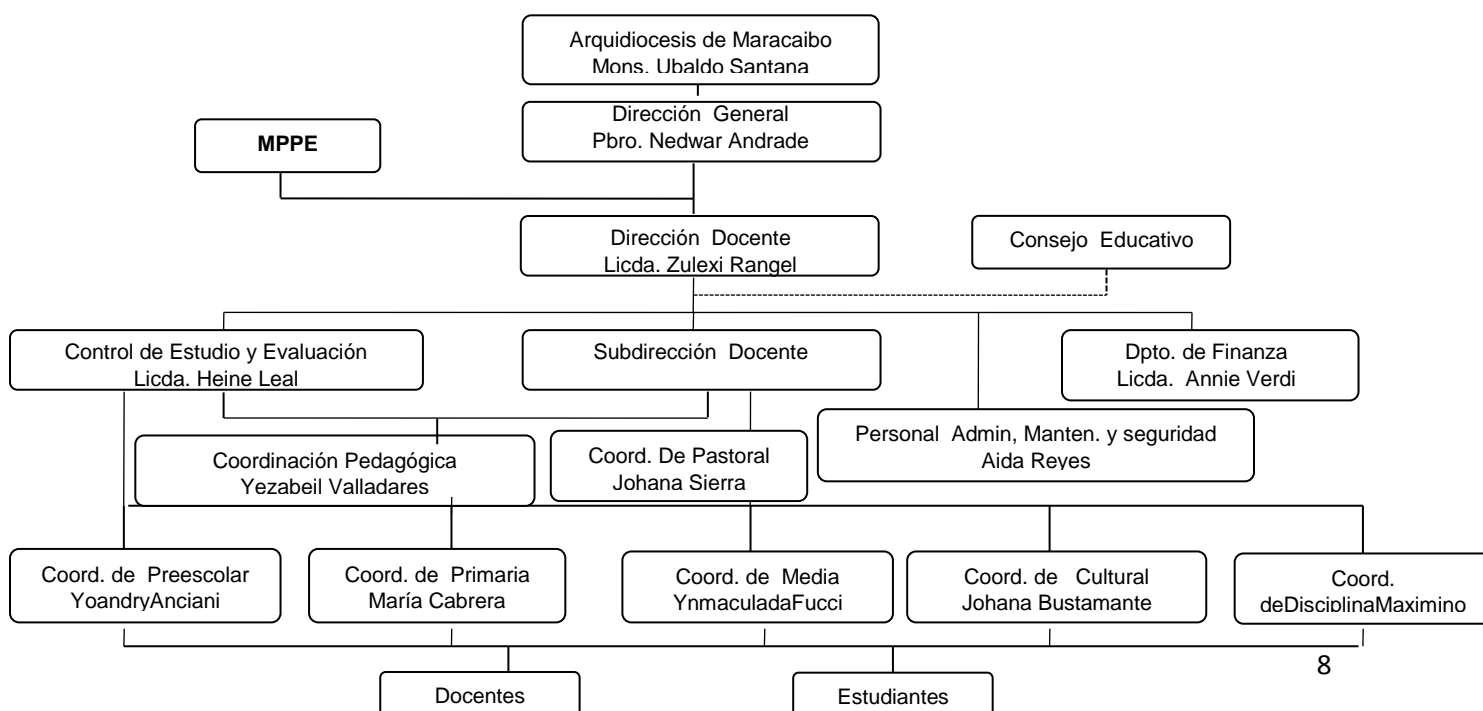 Arquidiocesis de Maracaibo
Mons. Ubaldo Santana
Dirección General
Pbro. Nedwar Andrade
MPPE
Dirección Docente
Licda. Zulexi Rangel
Consejo Educativo
Control de Estudio y Evaluación
Licda. Heine Leal
Subdirección Docente
Dpto. de Finanza
Licda. Annie Verdi
Personal Admin, Manten. y seguridad
Aida Reyes
Coordinación Pedagógica
Yezabeil Valladares
Coord. De Pastoral
Johana Sierra
Coord. de Preescolar
YoandryAnciani
Coord. de Primaria
María Cabrera
Coord. de Media
YnmaculadaFucci
Coord. de Cultural
Johana Bustamante
Coord.
deDisciplinaMaximino
8
Docentes
Estudiantes